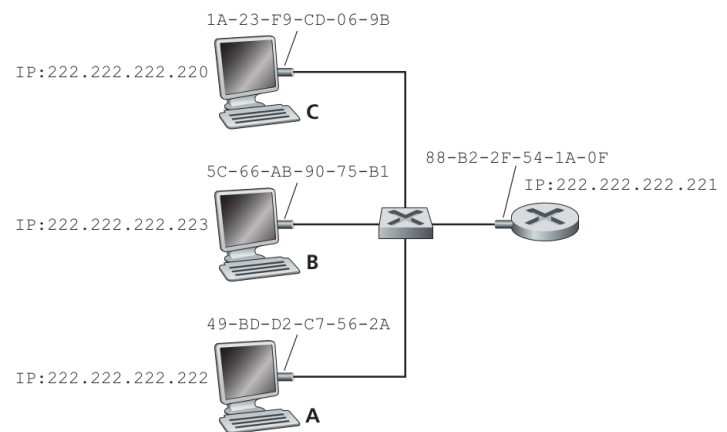 1A-23-F9-CD-06-9B
IP:222.222.222.220
C
88-B2-2F-54-1A-0F
5C-66-AB-90-75-B1
IP:222.222.222.221
IP:222.222.222.223
B
49-BD-D2-C7-56-2A
IP:222.222.222.222
A